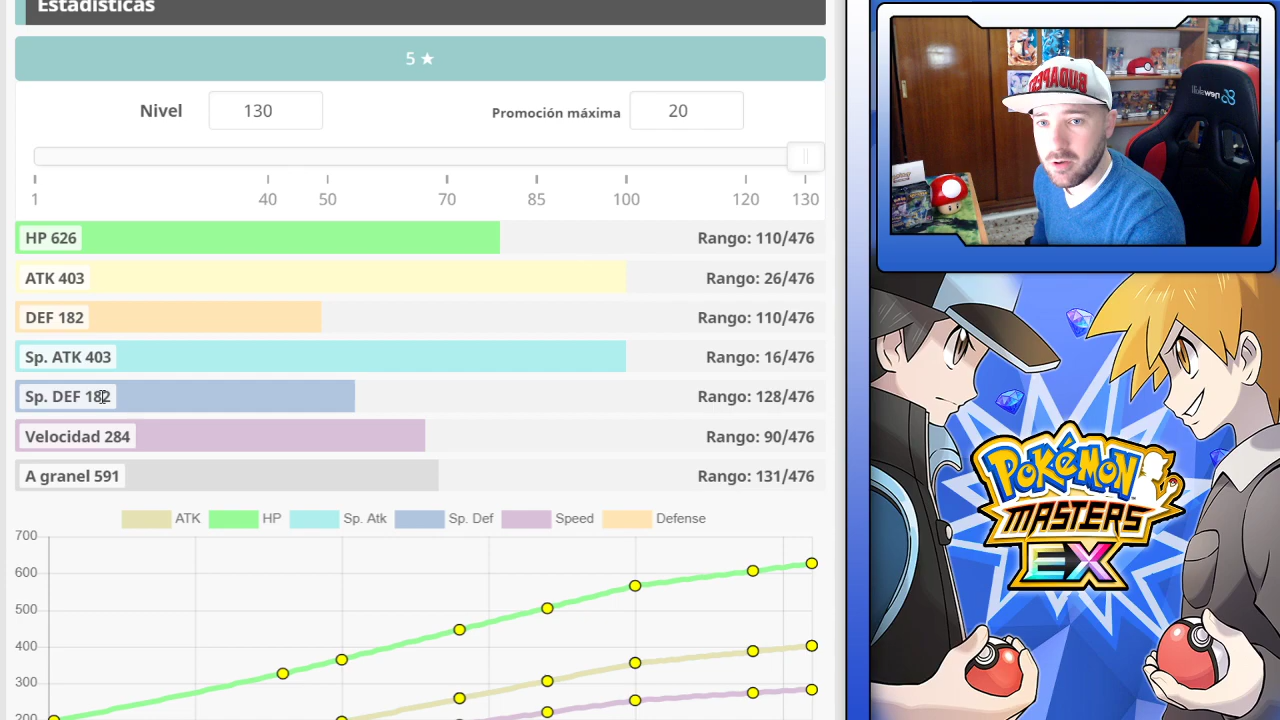 Estadísticas
5 ★
Nivel 130 Promoción máxima 20
1 40 50 70 85 100 120 130
HP 626 Rango: 110/476
ATK 403 Rango: 26/476
DEF 182 Rango: 110/476
Sp. ATK 403 Rango: 16/476
Sp. DEF 182 Rango: 128/476
Velocidad 284 Rango: 90/476
A granel 591 Rango: 131/476
ATK HP Sp. Atk Sp. Def Speed Defense
700
600
500
400
300
200
BUDAPEST
newskill
POKéMON
MASTERS
EX